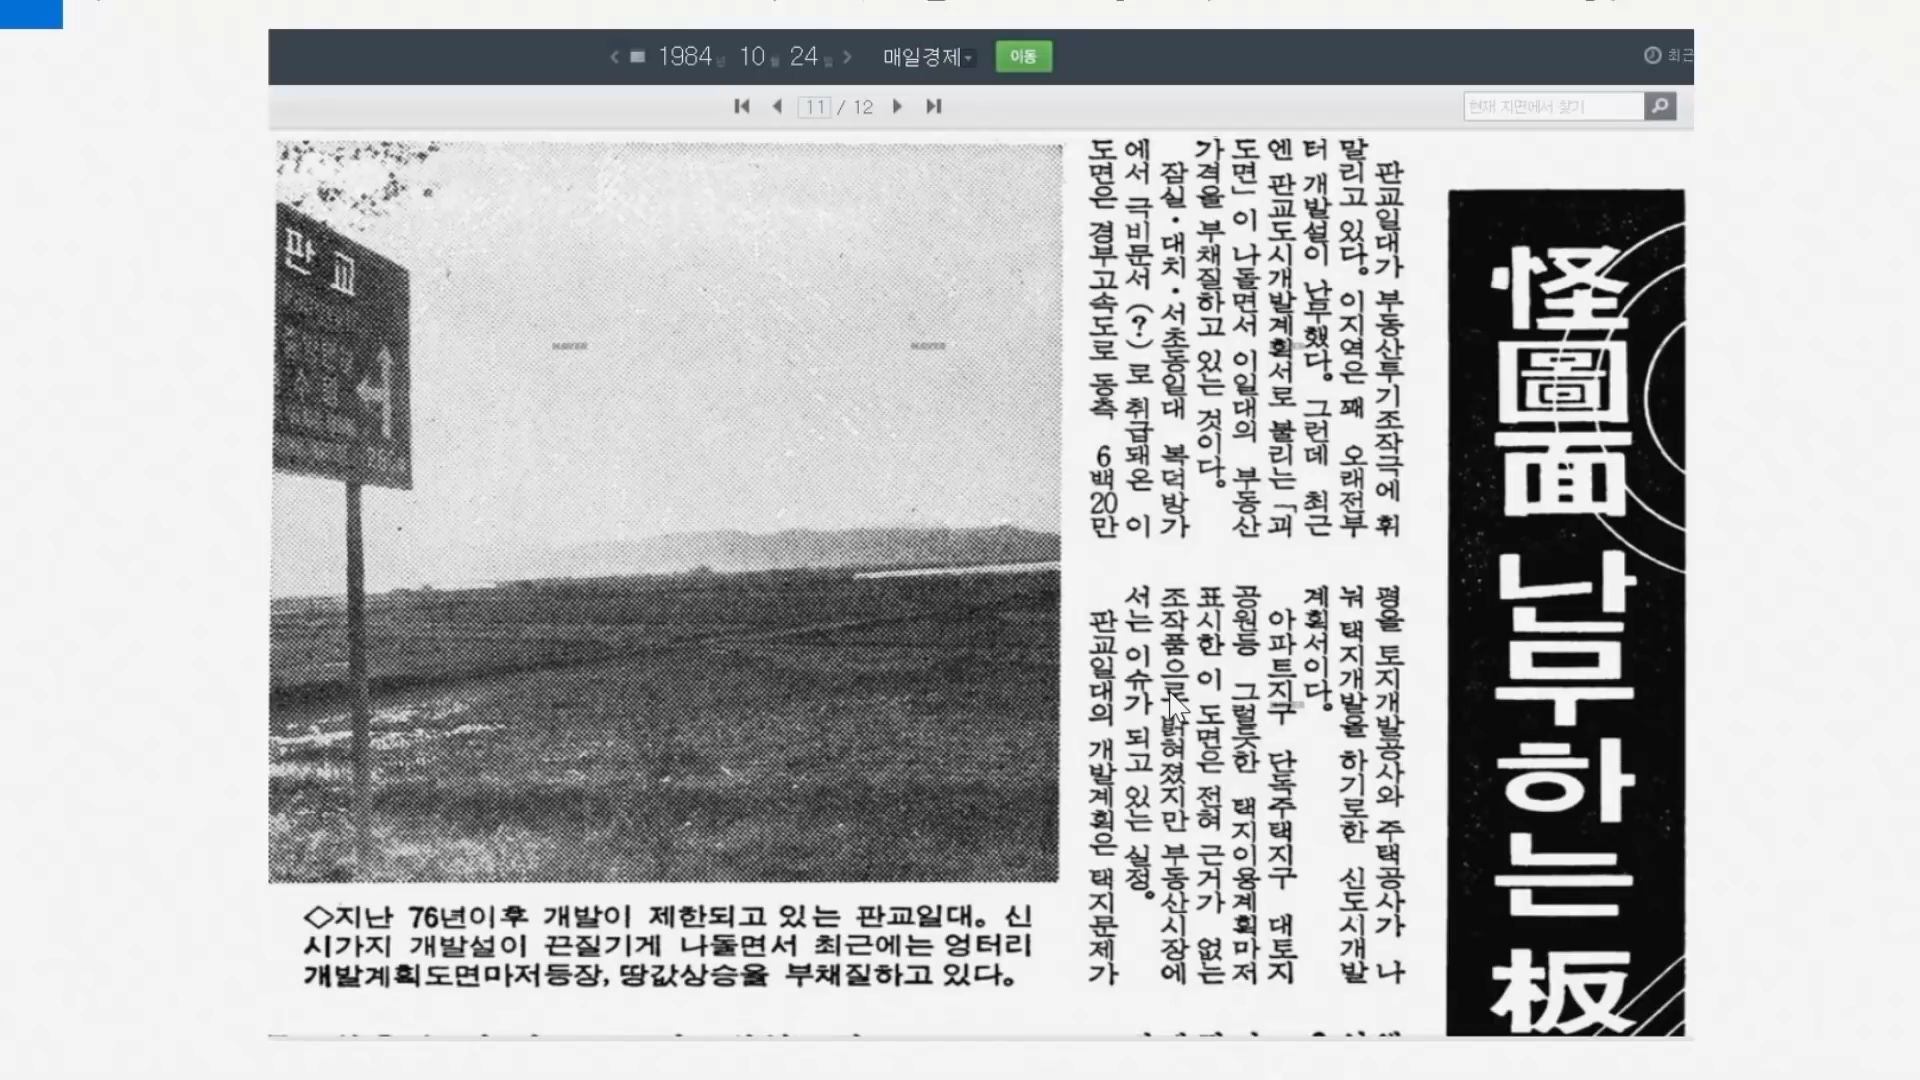 1984년 10월 24일
매일경제
이동
최근
11 / 12
현재 지면에서 찾기
怪圖面 난무하는 板
판교일대가 부동산투기조작극에 휘
말리고 있다。 이지역은 꽤 오래전부
터 개발설이 난무했다。 그런데 최근
엔 판교도시개발계획서로 불리는 「괴
도면」이 나돌면서 이일대의 부동산
가격을 부채질하고 있는 것이다。
잠실・대치・서초동일대 복덕방가
에서 극비문서(?)로 취급돼온 이
도면은 경부고속도로 동측 6백20만
평을 토지개발공사와 주택공사가 나
눠 택지개발을 하기로한 신도시개발
계획서이다。
아파트지구 단독주택지구 대토지
공원등 그럴듯한 택지이용계획마저
표시한 이 도면은 전혀 근거가 없는
조작품으로 밝혀졌지만 부동산시장에
서는 이슈가 되고 있는 실정。
판교일대의 개발계획은 택지문제가
판교
NAVER
NAVER
◇지난 76년이후 개발이 제한되고 있는 판교일대。 신
시가지 개발설이 끈질기게 나돌면서 최근에는 엉터리
개발계획도면마저등장, 땅값상승을 부채질하고 있다。